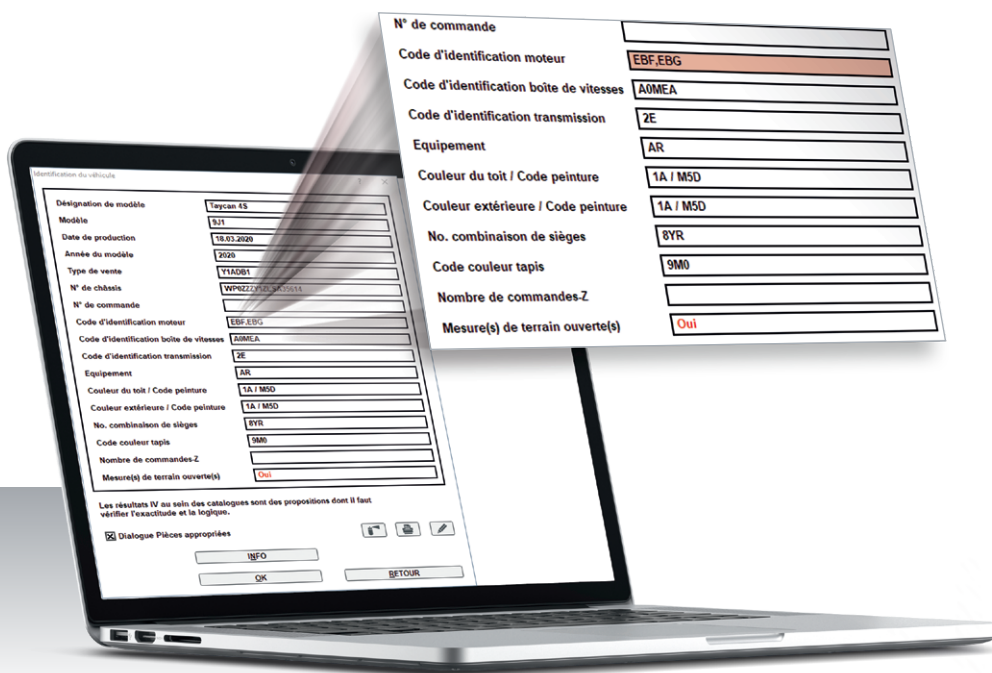 Identification du véhicule
Désignation de modèle Taycan 4S
Modèle 9J1
Date de production 18.03.2020
Année du modèle 2020
Type de vente Y1ADB1
N° de châssis
N° de commande
Code d'identification moteur EBF,EBG
Code d'identification boîte de vitesses A0MEA
Code d'identification transmission 2E
Equipement AR
Couleur du toit / Code peinture 1A / M5D
Couleur extérieure / Code peinture 1A / M5D
No. combinaison de sièges 8YR
Code couleur tapis 9M0
Nombre de commandes-Z
Mesure(s) de terrain ouverte(s) Oui
Les résultats IV au sein des catalogues sont des propositions dont il faut
vérifier l'exactitude et la logique.
Dialogue Pièces appropriées
INFO
OK RETOUR
N° de commande
Code d'identification moteur EBF,EBG
Code d'identification boîte de vitesses A0MEA
Code d'identification transmission 2E
Equipement AR
Couleur du toit / Code peinture 1A / M5D
Couleur extérieure / Code peinture 1A / M5D
No. combinaison de sièges 8YR
Code couleur tapis 9M0
Nombre de commandes-Z
Mesure(s) de terrain ouverte(s) Oui